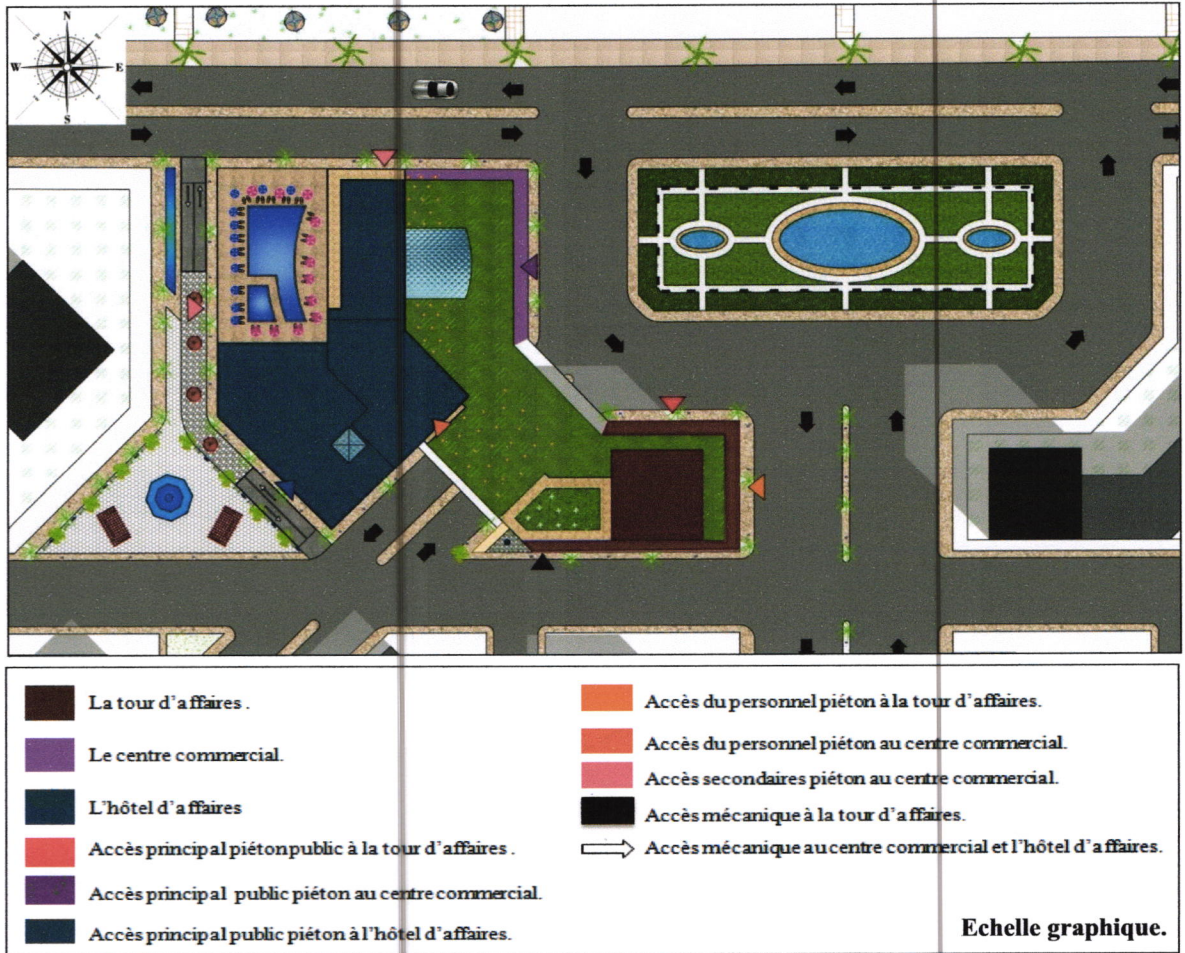 N
W E
S
La tour d'affaires .
Le centre commercial.
L'hôtel d'affaires
Accès principal piéton public à la tour d'affaires .
Accès principal public piéton au centre commercial.
Accès principal public piéton à l'hôtel d'affaires.
Accès du personnel piéton à la tour d'affaires.
Accès du personnel piéton au centre commercial.
Accès secondaires piéton au centre commercial.
Accès mécanique à la tour d'affaires.
Accès mécanique au centre commercial et l'hôtel d'affaires.
Echelle graphique.